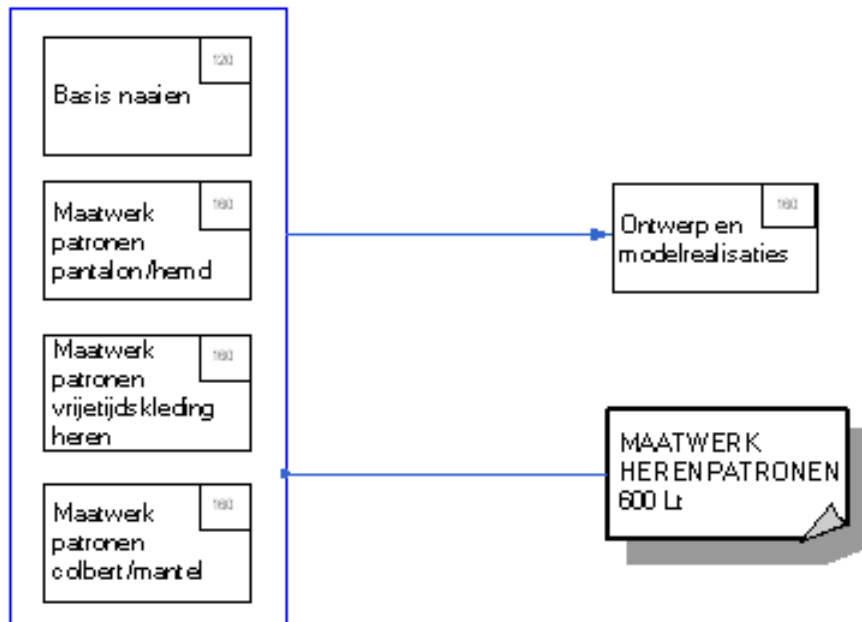 120
Basis naaien
160
Maatwerk
patronen
pantalon/hemd
160
Maatwerk
patronen
vrijetijdskleding
heren
160
Maatwerk
patronen
colbert/mantel
160
Ontwerp en
modelrealisaties
MAATWERK
HERENPATRONEN
600 Lt